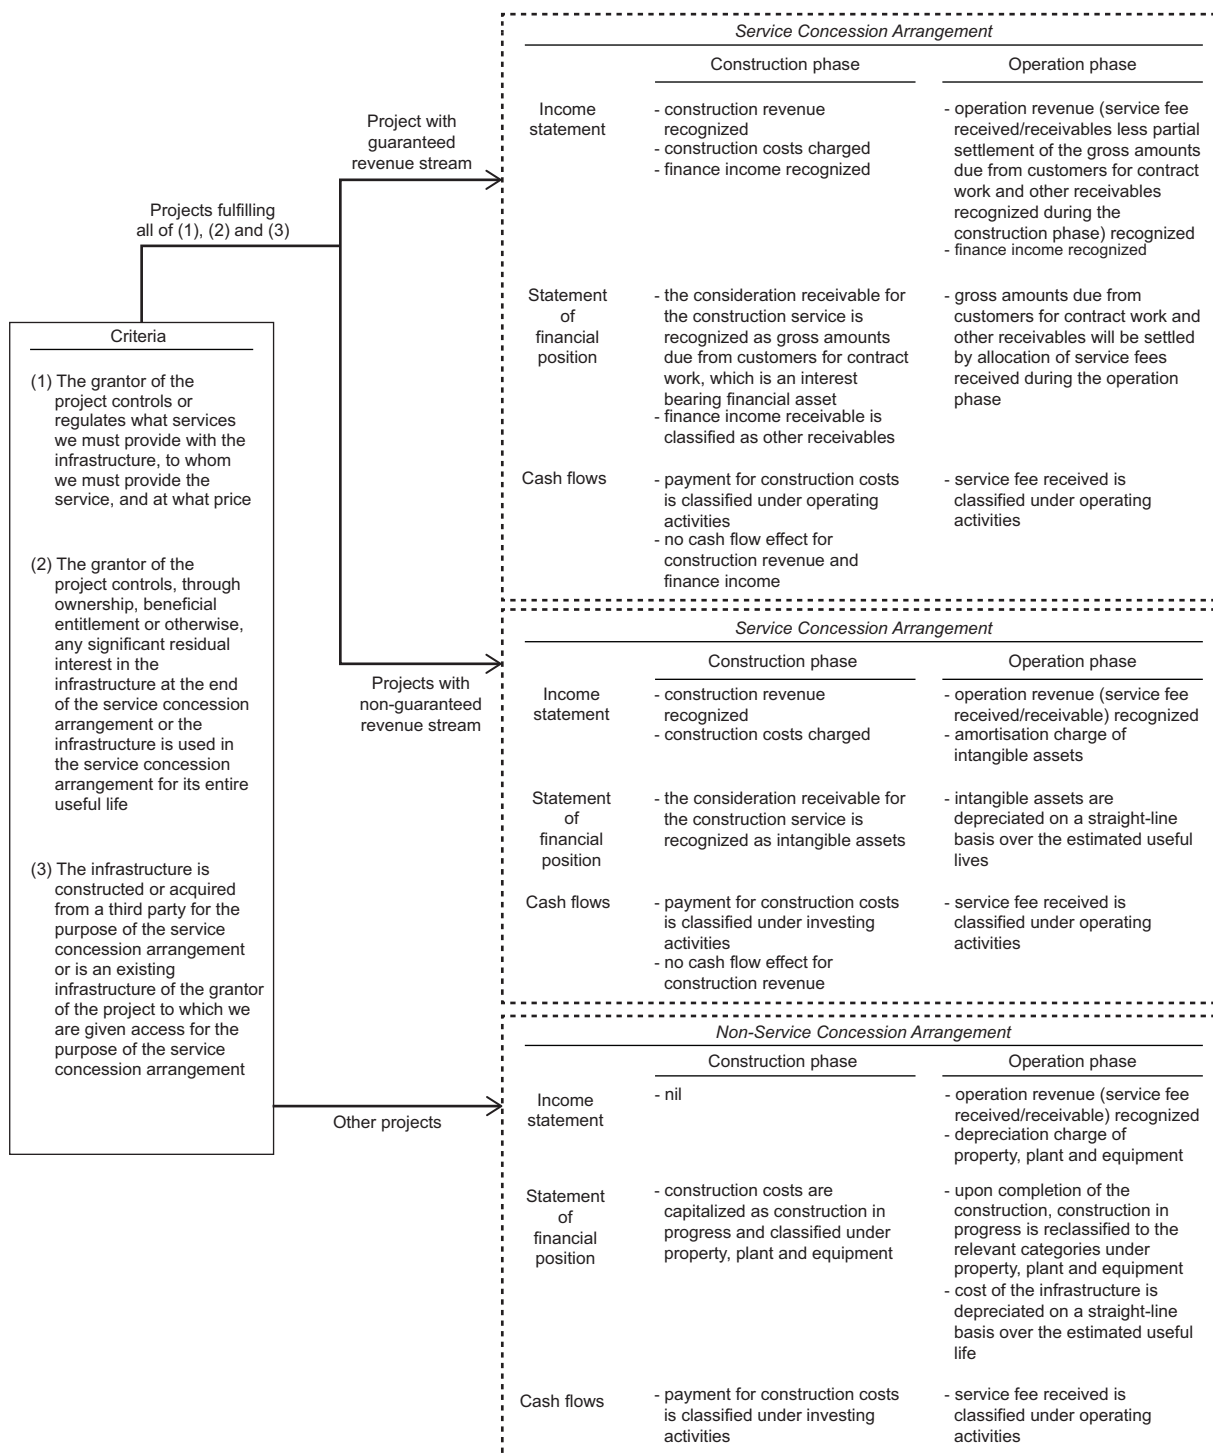 Criteria
(1) The grantor of the
project controls or
regulates what services
we must provide with the
infrastructure, to whom
we must provide the
service, and at what price
(2) The grantor of the
project controls, through
ownership, beneficial
entitlement or otherwise,
any significant residual
interest in the
infrastructure at the end
of the service concession
arrangement or the
infrastructure is used in
the service concession
arrangement for its entire
useful life
(3) The infrastructure is
constructed or acquired
from a third party for the
purpose of the service
concession arrangement
or is an existing
infrastructure of the grantor
of the project to which we
are given access for the
purpose of the service
concession arrangement
Projects fulfilling
all of (1), (2) and (3)
Project with
guaranteed
revenue stream
Service Concession Arrangement
Construction phase
Operation phase
Income
statement
- construction revenue
recognized
- construction costs charged
- finance income recognized
- operation revenue (service fee
received/receivables less partial
settlement of the gross amounts
due from customers for contract
work and other receivables
recognized during the
construction phase) recognized
- finance income recognized
Statement
of
financial
position
- the consideration receivable for
the construction service is
recognized as gross amounts
due from customers for contract
work, which is an interest
bearing financial asset
- finance income receivable is
classified as other receivables
- gross amounts due from
customers for contract work and
other receivables will be settled
by allocation of service fees
received during the operation
phase
Cash flows
- payment for construction costs
is classified under operating
activities
- no cash flow effect for
construction revenue and
finance income
- service fee received is
classified under operating
activities
Projects with
non-guaranteed
revenue stream
Service Concession Arrangement
Construction phase
Operation phase
Income
statement
- construction revenue
recognized
- construction costs charged
- operation revenue (service fee
received/receivable) recognized
- amortisation charge of
intangible assets
Statement
of
financial
position
- the consideration receivable for
the construction service is
recognized as intangible assets
- intangible assets are
depreciated on a straight-line
basis over the estimated useful
lives
Cash flows
- payment for construction costs
is classified under investing
activities
- no cash flow effect for
construction revenue
- service fee received is
classified under operating
activities
Other projects
Non-Service Concession Arrangement
Construction phase
Operation phase
Income
statement
- nil
- operation revenue (service fee
received/receivable) recognized
- depreciation charge of
property, plant and equipment
Statement
of
financial
position
- construction costs are
capitalized as construction in
progress and classified under
property, plant and equipment
- upon completion of the
construction, construction in
progress is reclassified to the
relevant categories under
property, plant and equipment
- cost of the infrastructure is
depreciated on a straight-line
basis over the estimated useful
life
Cash flows
- payment for construction costs
is classified under investing
activities
- service fee received is
classified under operating
activities